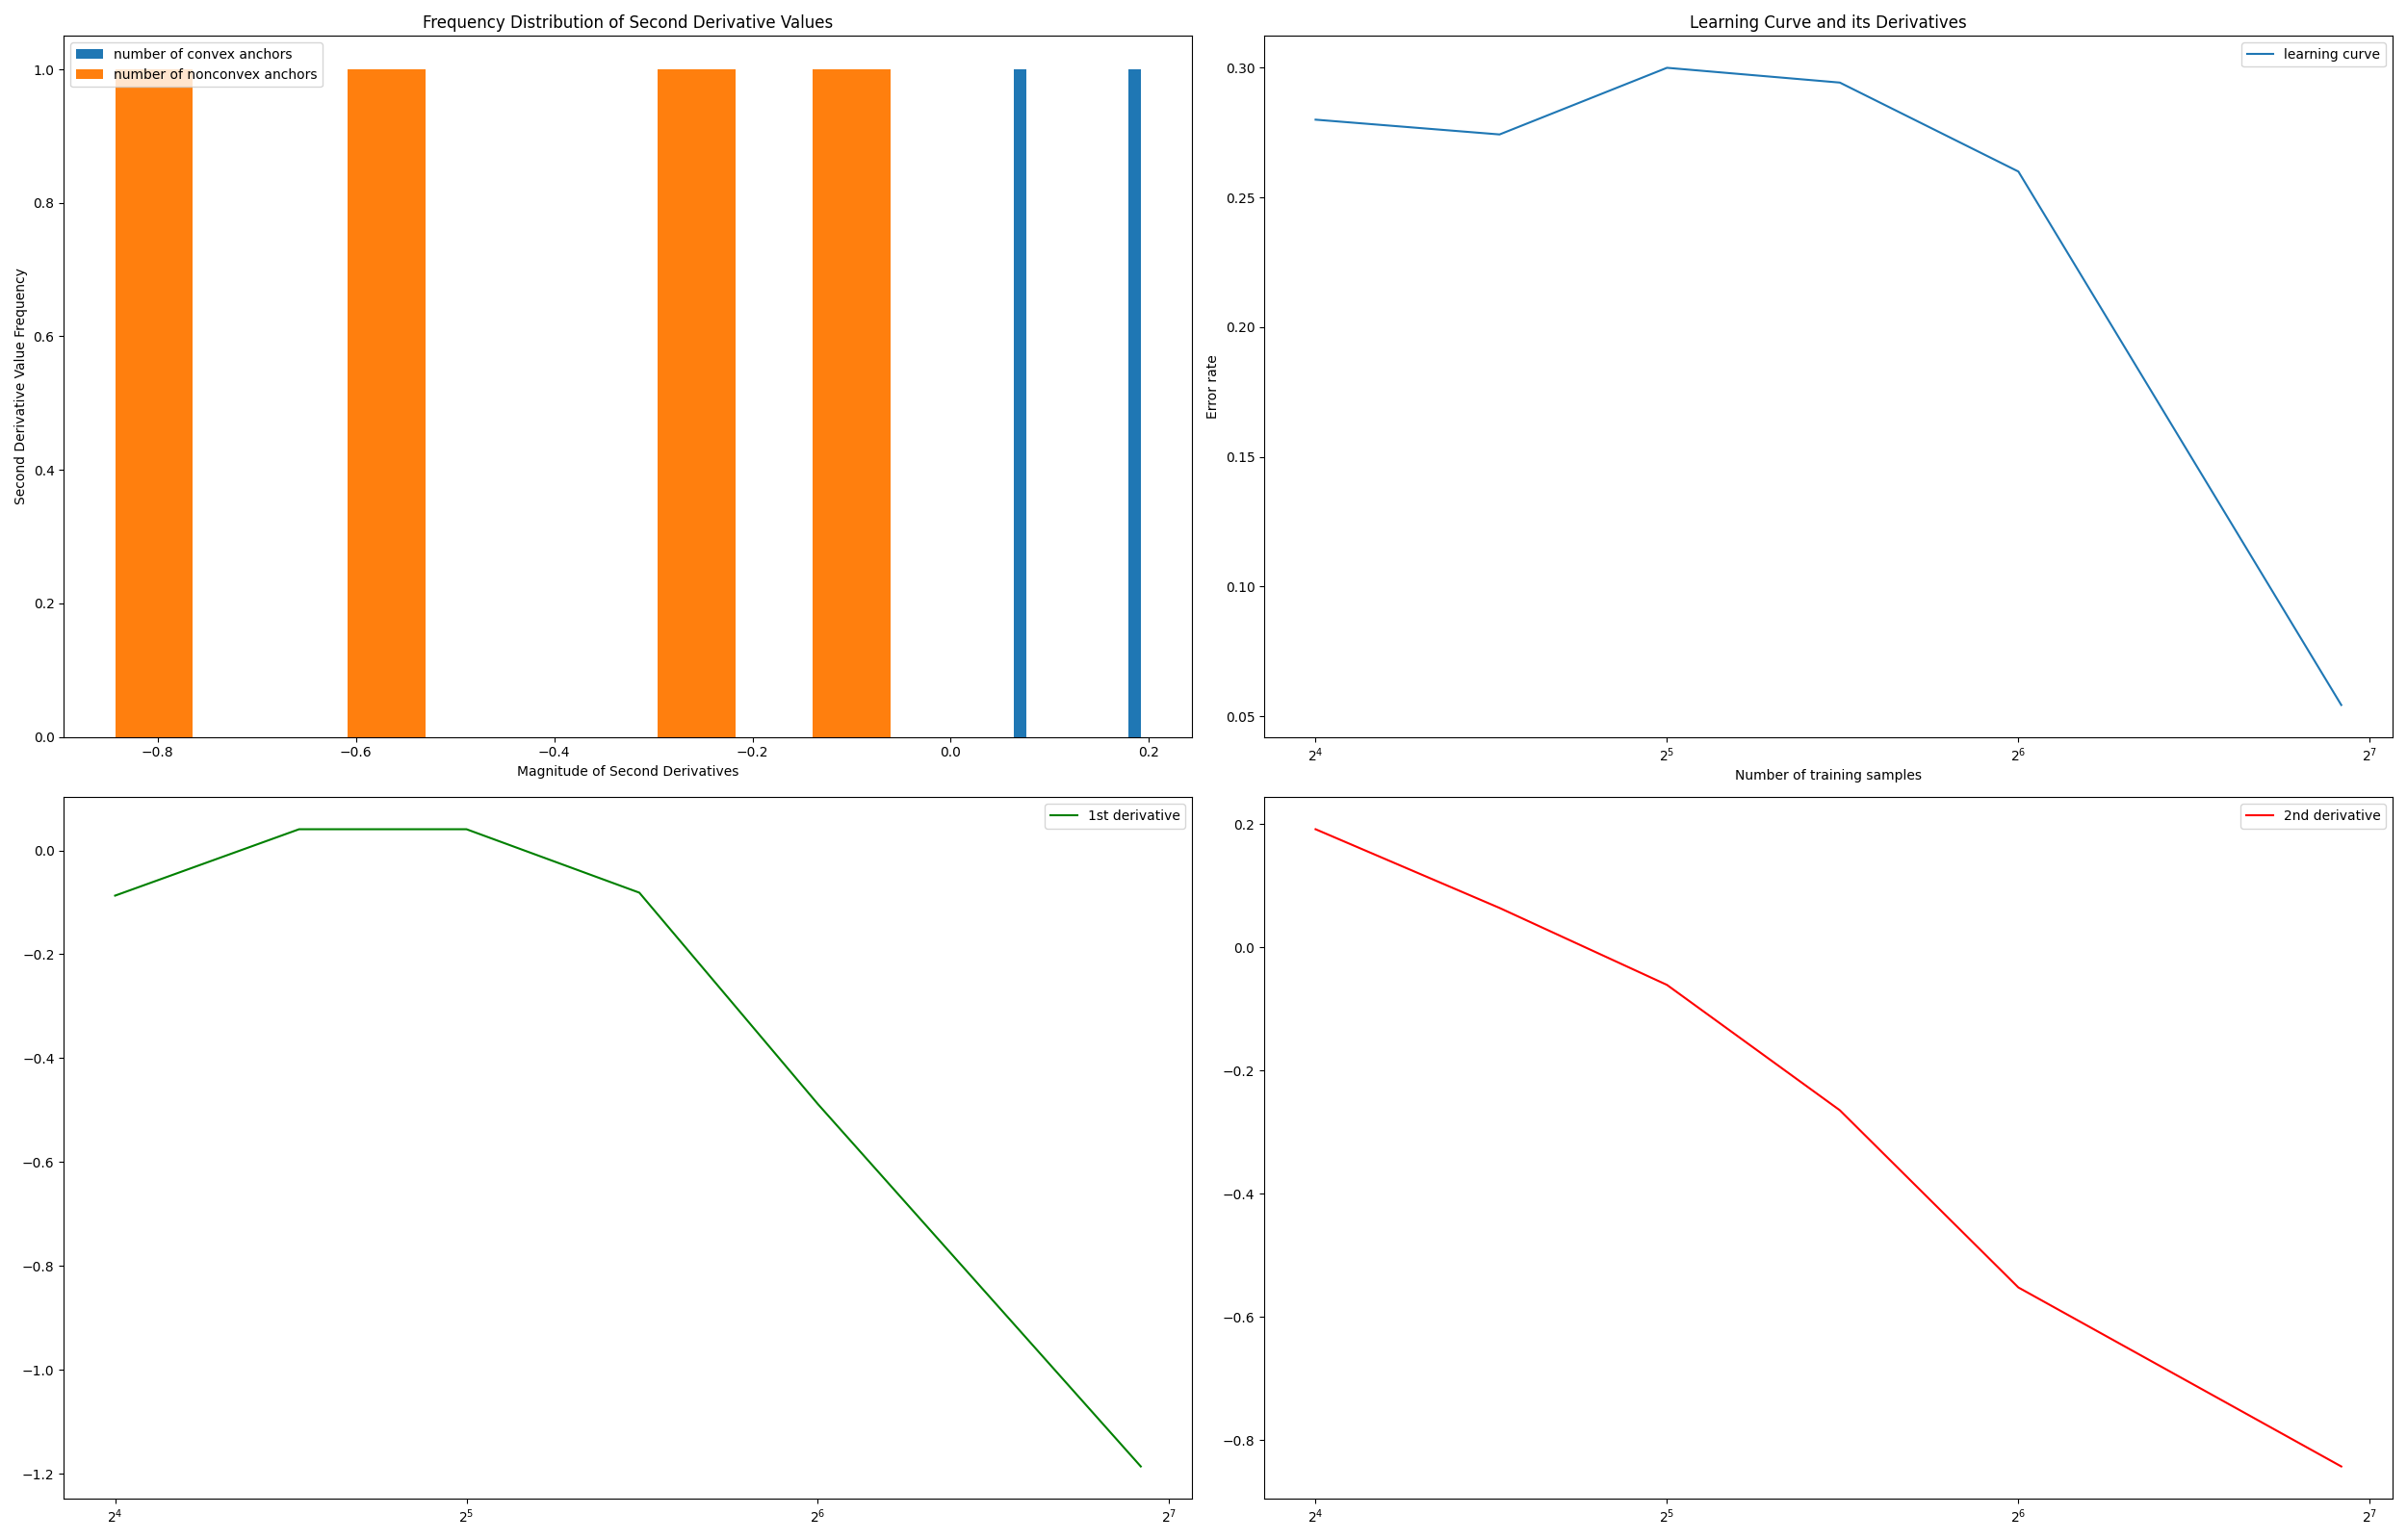 Frequency Distribution of Second Derivative Values
number of convex anchors
number of nonconvex anchors
Second Derivative Value Frequency
1.0
0.8
0.6
0.4
0.2
0.0
−0.8 −0.6 −0.4 −0.2 0.0 0.2
Magnitude of Second Derivatives
Learning Curve and its Derivatives
learning curve
Error rate
0.30
0.25
0.20
0.15
0.10
0.05
2⁴ 2⁵ 2⁶ 2⁷
Number of training samples
1st derivative
0.0
−0.2
−0.4
−0.6
−0.8
−1.0
−1.2
2⁴ 2⁵ 2⁶ 2⁷
2nd derivative
0.2
0.0
−0.2
−0.4
−0.6
−0.8
2⁴ 2⁵ 2⁶ 2⁷